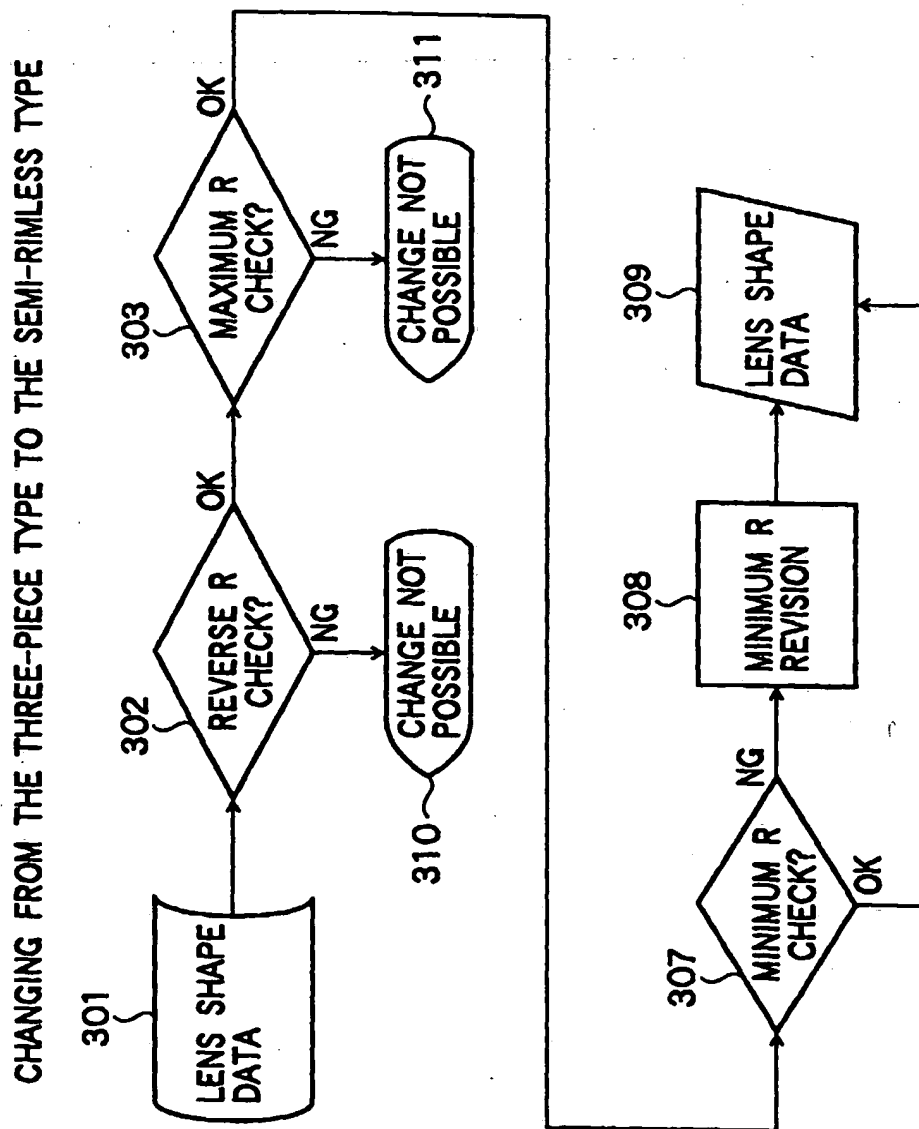 CHANGING FROM THE THREE-PIECE TYPE TO THE SEMI-RIMLESS TYPE
301
LENS SHAPE
DATA
302
REVERSE R
CHECK?
OK
NG
310
CHANGE NOT
POSSIBLE
303
MAXIMUM R
CHECK?
OK
NG
311
CHANGE NOT
POSSIBLE
307
MINIMUM R
CHECK?
NG
OK
308
MINIMUM R
REVISION
309
LENS SHAPE
DATA